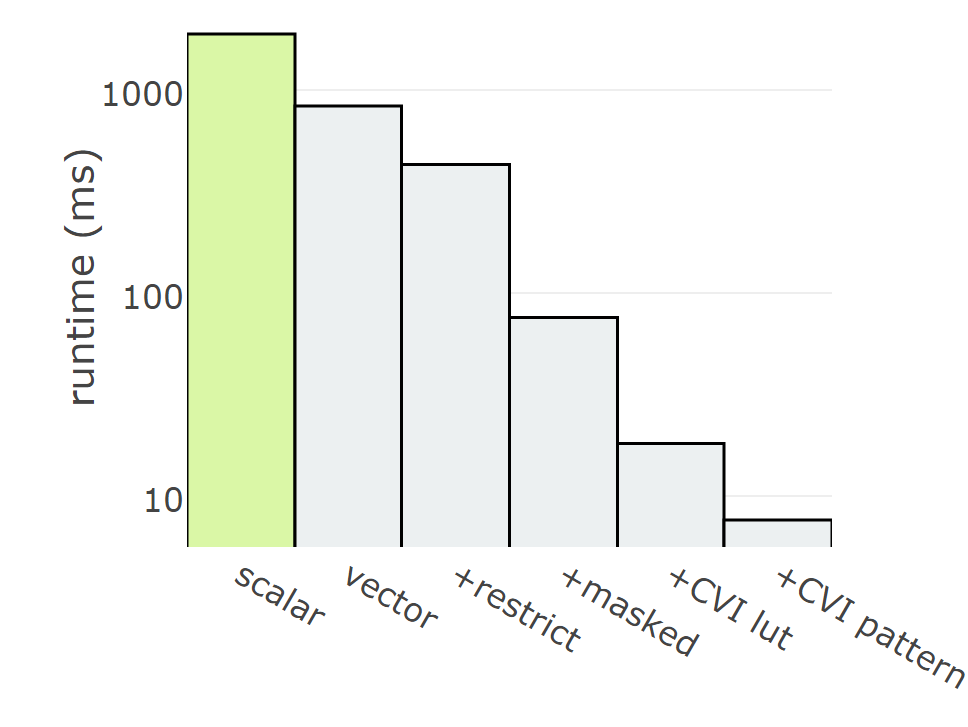 runtime (ms)
1000
100
10
scalar
vector
+restrict
+masked
+CVI lut
+CVI pattern